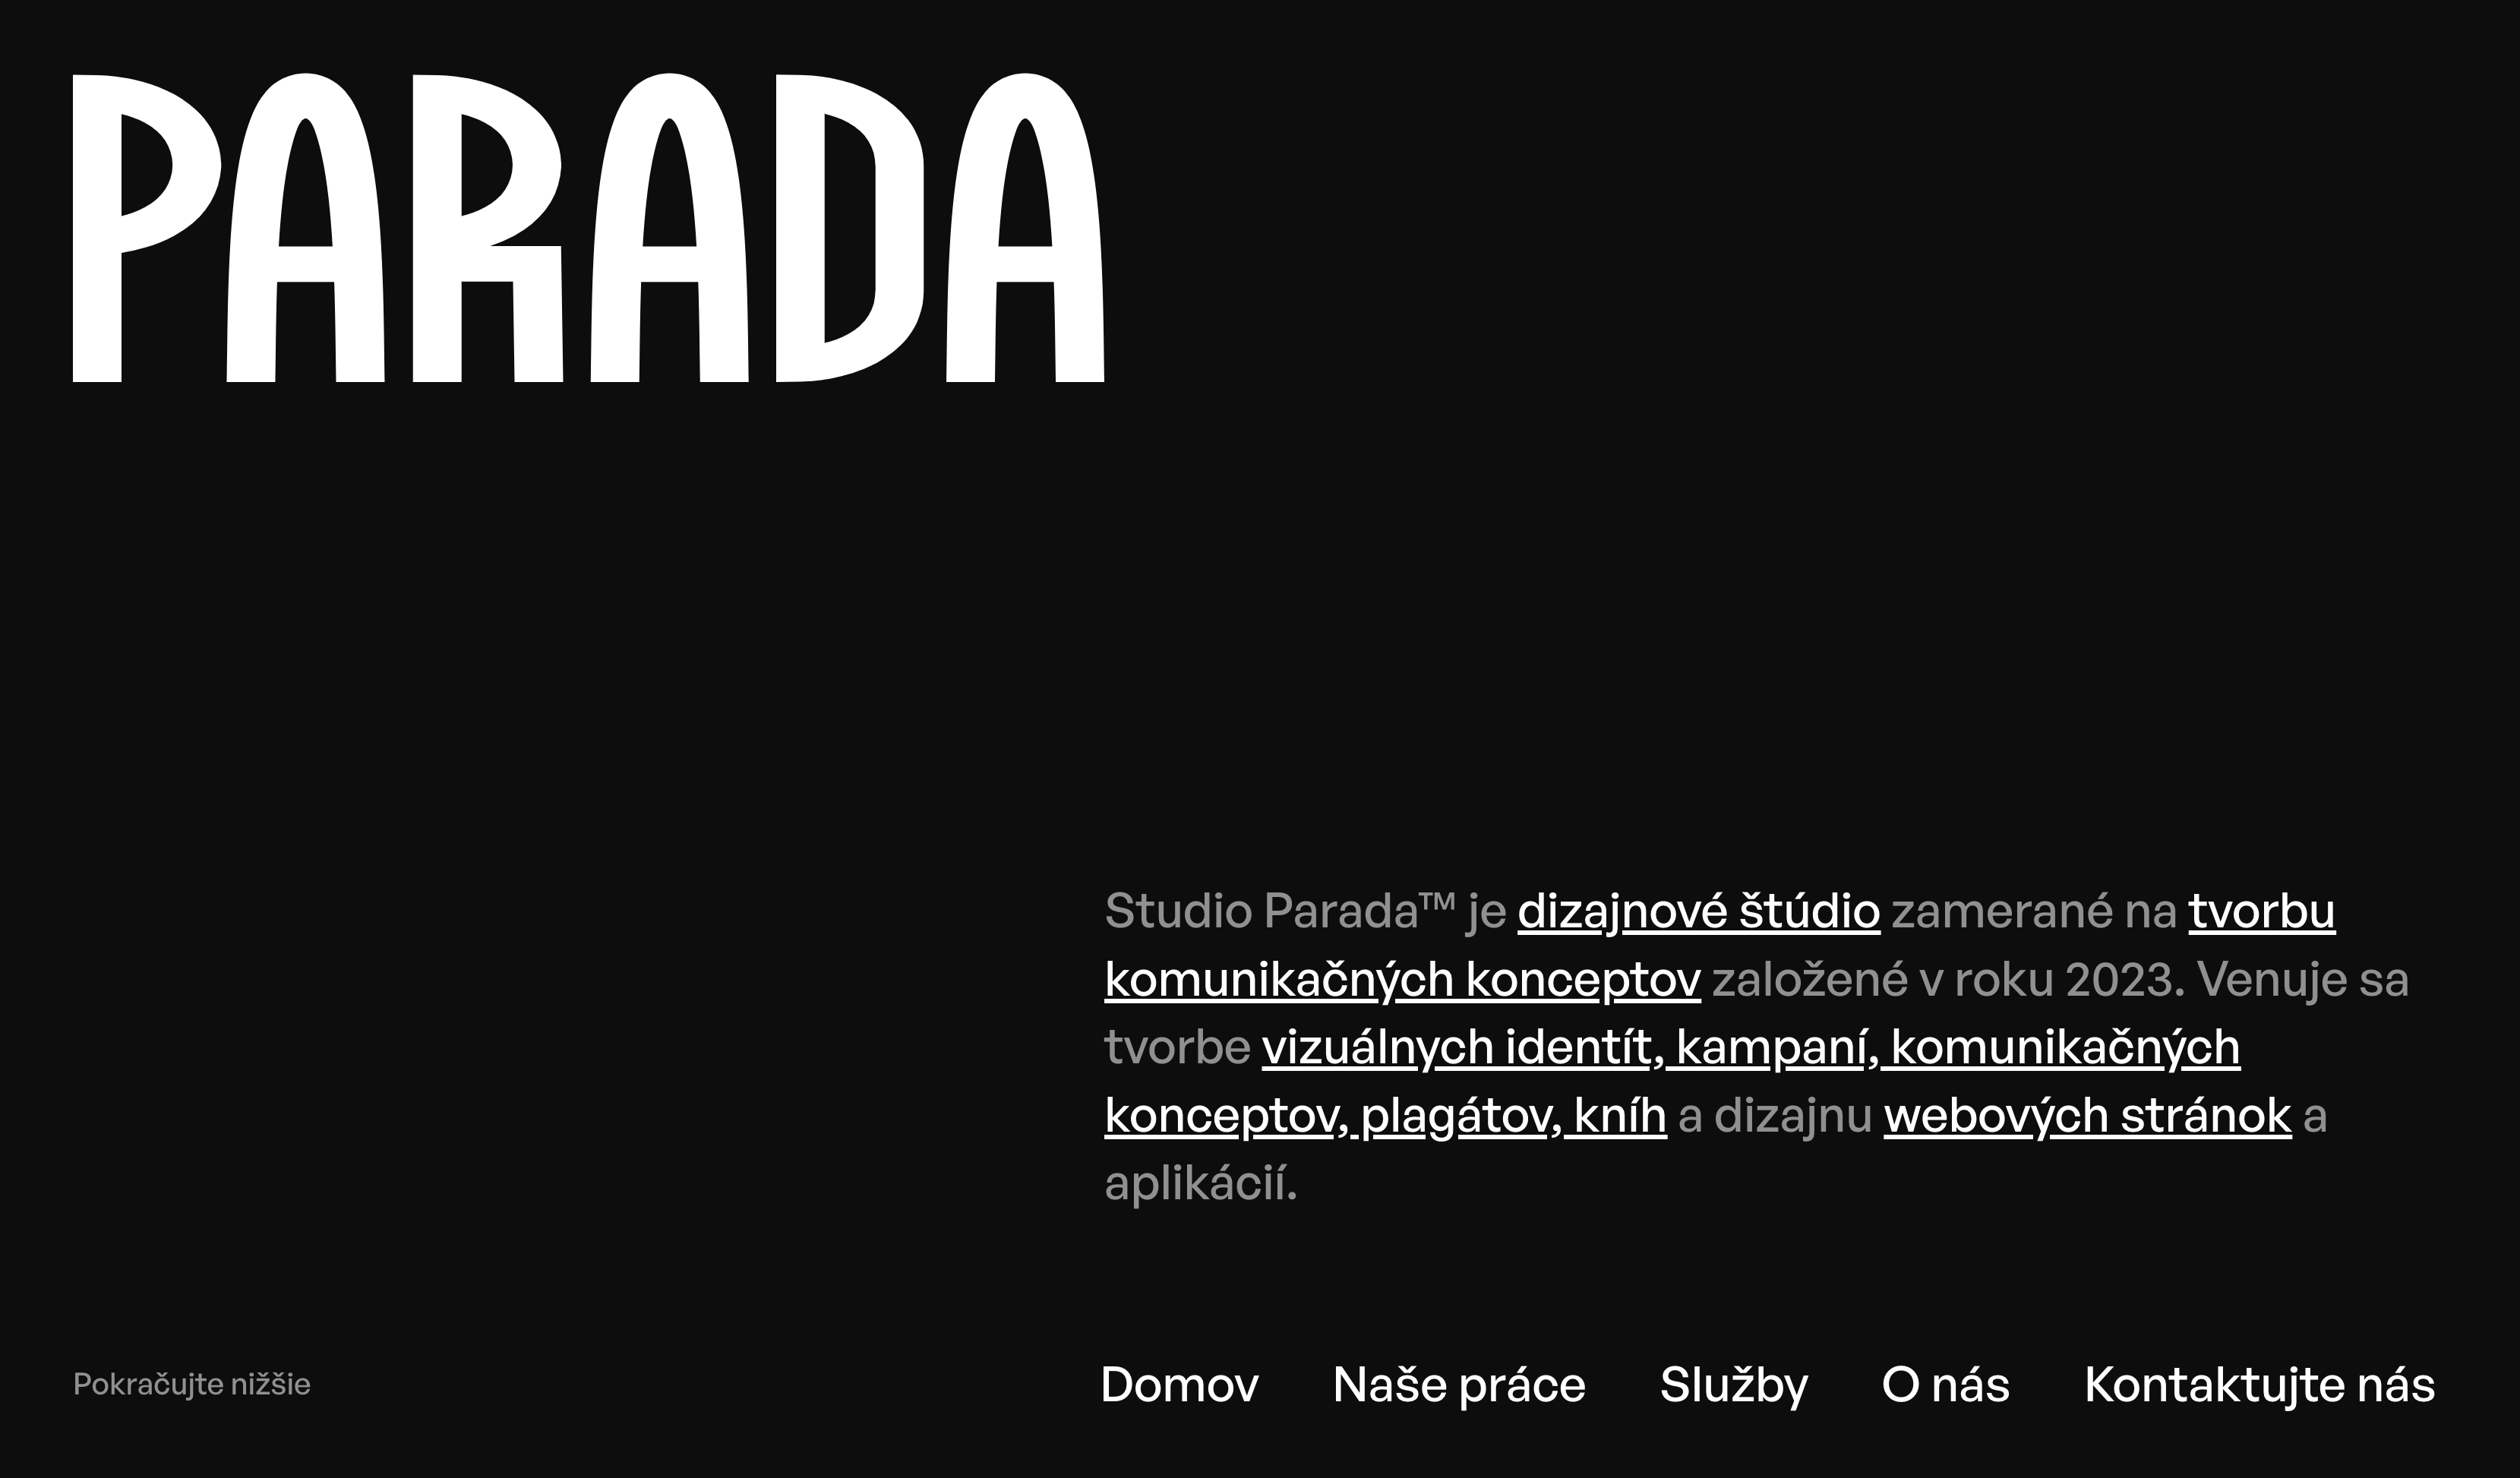 PARADA
Studio Parada™ je dizajnové štúdio zamerané na tvorbu
komunikačných konceptov založené v roku 2023. Venuje sa
tvorbe vizuálnych identít, kampaní, komunikačných
konceptov, plagátov, kníh a dizajnu webových stránok a
aplikácií.
Pokračujte nižšie
Domov Naše práce Služby O nás Kontaktujte nás